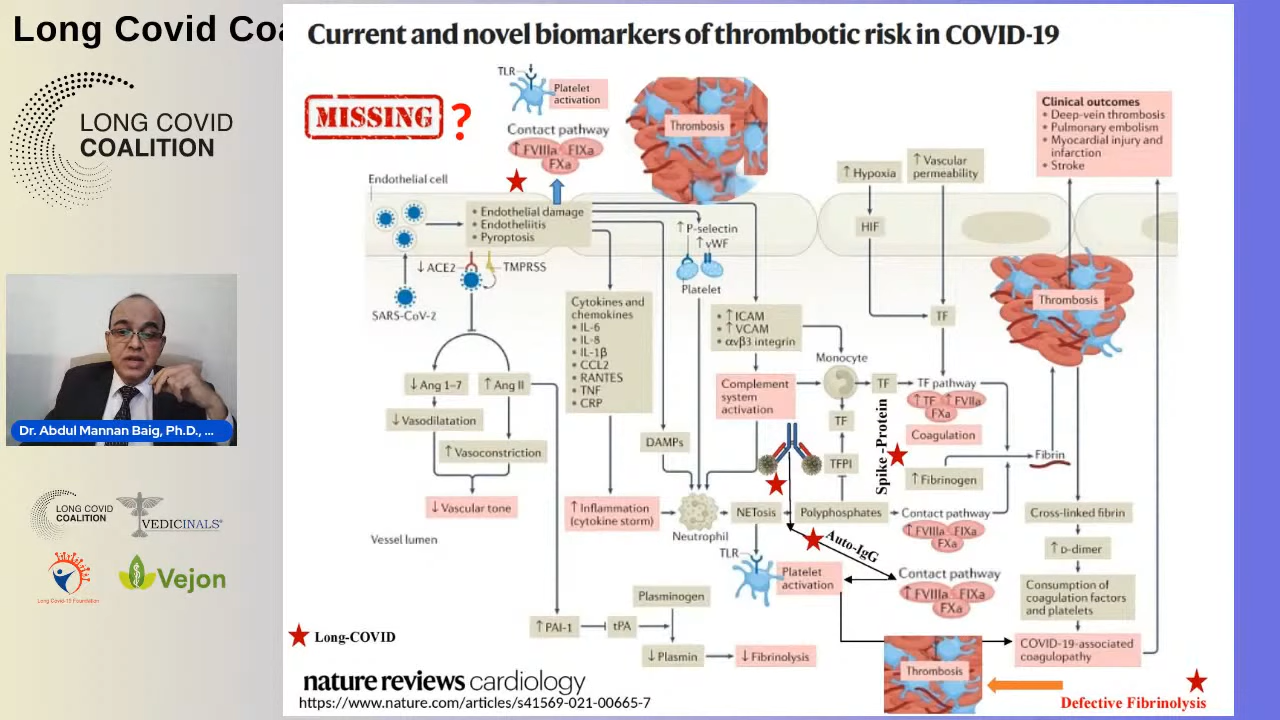 Long Covid Coa
LONG COVID
COALITION
Dr. Abdul Mannan Baig, Ph.D., ...
LONG COVID
COALITION
VEDICINALS®
Long Covid-19 Foundation
Vejon
Current and novel biomarkers of thrombotic risk in COVID-19
MISSING ?
TLR
Platelet
activation
Contact pathway
↑ FVIIIa FIXa
FXa
Thrombosis
Clinical outcomes
• Deep-vein thrombosis
• Pulmonary embolism
• Myocardial injury and
infarction
• Stroke
↑ Hypoxia
↑ Vascular
permeability
Endothelial cell
• Endothelial damage
• Endotheliitis
• Pyroptosis
HIF
↑ P-selectin
↑ vWF
Platelet
↓ ACE2
TMPRSS
SARS-CoV-2
Cytokines and
chemokines
• IL-6
• IL-8
• IL-1β
• CCL2
• RANTES
• TNF
• CRP
• ↑ ICAM
• ↑ VCAM
• αvβ3 integrin
TF
Thrombosis
Monocyte
↓ Ang 1–7
↑ Ang II
Complement
system
activation
TF
TF pathway
↑ TF ↑ FVIIa
FXa
↓ Vasodilatation
TF
Coagulation
↑ Vasoconstriction
DAMPs
TFPI
Spike -Protein
Fibrin
↑ Fibrinogen
↓ Vascular tone
↑ Inflammation
(cytokine storm)
Neutrophil
NETosis
Polyphosphates
Contact pathway
↑ FVIIIa FIXa
FXa
Cross-linked fibrin
Vessel lumen
Auto-IgG
↑ D-dimer
TLR
Platelet
activation
Contact pathway
↑ FVIIIa FIXa
FXa
Consumption of
coagulation factors
and platelets
Plasminogen
↑ PAI-1
tPA
Long-COVID
↓ Plasmin
↓ Fibrinolysis
COVID-19-associated
coagulopathy
Thrombosis
nature reviews cardiology
https://www.nature.com/articles/s41569-021-00665-7
Defective Fibrinolysis